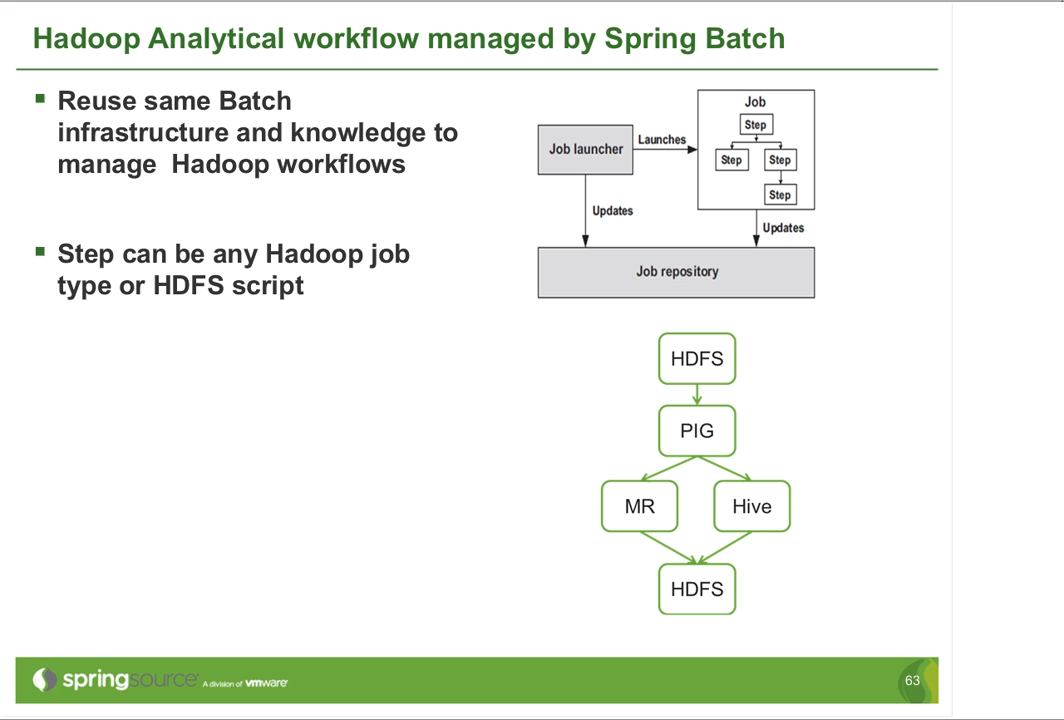 Hadoop Analytical workflow managed by Spring Batch
Reuse same Batch
infrastructure and knowledge to
manage  Hadoop workflows
Step can be any Hadoop job
type or HDFS script
Job launcher
Launches
Job
Step
Step
Step
Step
Updates
Updates
Job repository
HDFS
PIG
MR
Hive
HDFS
springsource A division of vmware
63